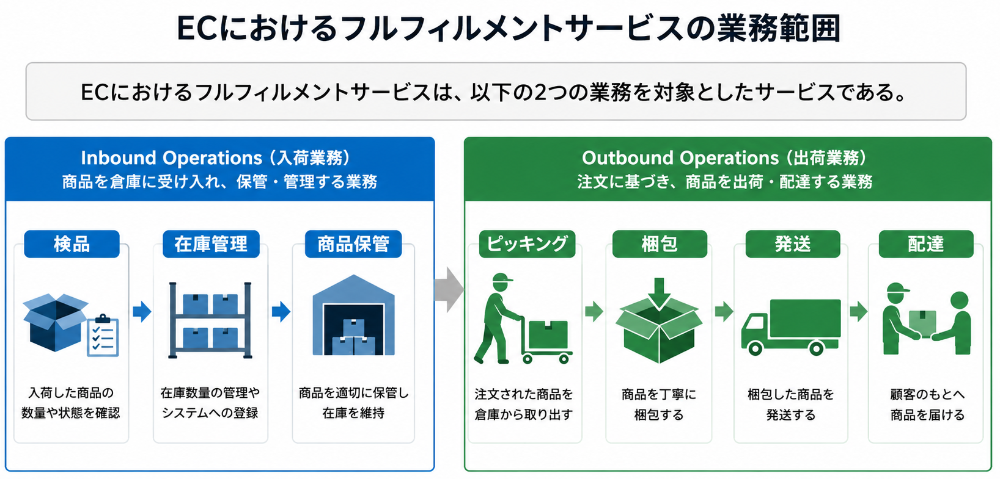 ECにおけるフルフィルメントサービスの業務範囲
ECにおけるフルフィルメントサービスは、以下の2つの業務を対象としたサービスである。
Inbound Operations（入荷業務）
商品を倉庫に受け入れ、保管・管理する業務
検品
入荷した商品の
数量や状態を確認
在庫管理
在庫数量の管理や
システムへの登録
商品保管
商品を適切に保管し
在庫を維持
Outbound Operations（出荷業務）
注文に基づき、商品を出荷・配達する業務
ピッキング
注文された商品を
倉庫から取り出す
梱包
商品を丁寧に
梱包する
発送
梱包した商品を
発送する
配達
顧客のもとへ
商品を届ける